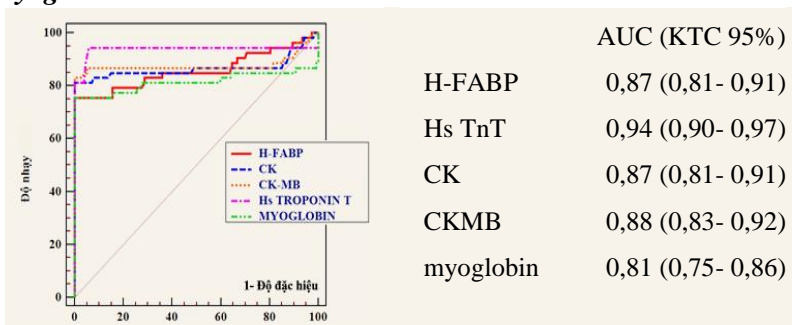 100
80
60
40
20
0
Độ nhạy
H-FABP
CK
CK-MB
Hs TROPONIN T
MYOGLOBIN
1- Độ đặc hiệu
0 20 40 60 80 100
AUC (KTC 95%)
H-FABP 0,87 (0,81- 0,91)
Hs TnT 0,94 (0,90- 0,97)
CK 0,87 (0,81- 0,91)
CKMB 0,88 (0,83- 0,92)
myoglobin 0,81 (0,75- 0,86)